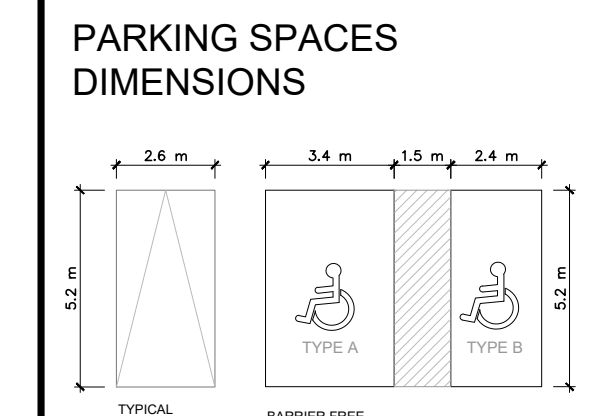 PARKING SPACES
DIMENSIONS
2.6 m
3.4 m
1.5 m
2.4 m
5.2 m
5.2 m
TYPE A
TYPE B
TYPICAL
BARRIER FREE